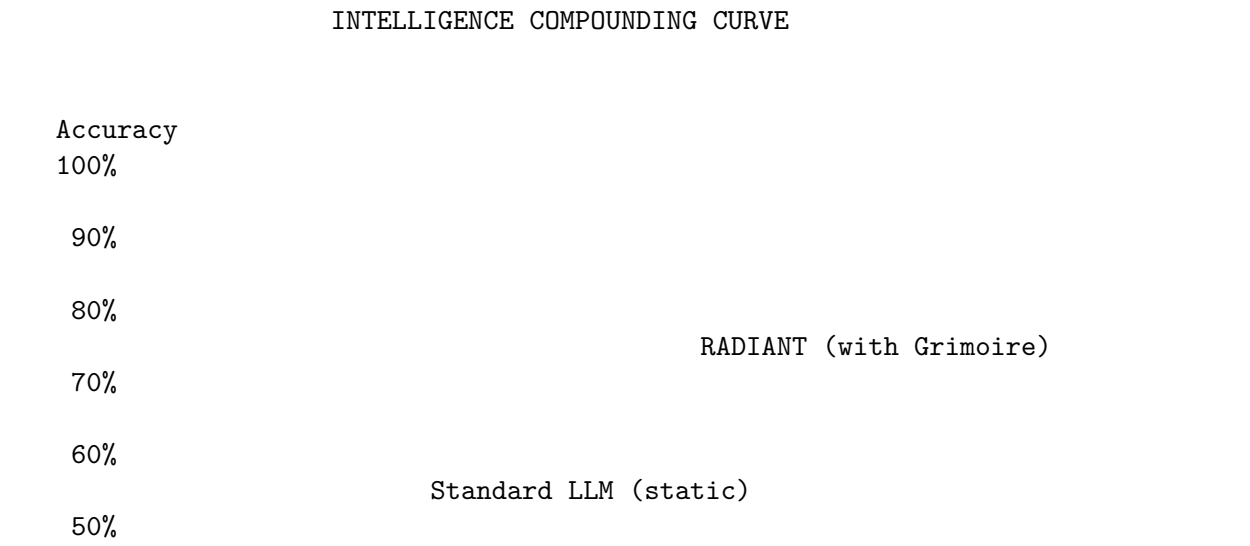 INTELLIGENCE COMPOUNDING CURVE
Accuracy
100%
90%
80%
RADIANT (with Grimoire)
70%
60%
Standard LLM (static)
50%